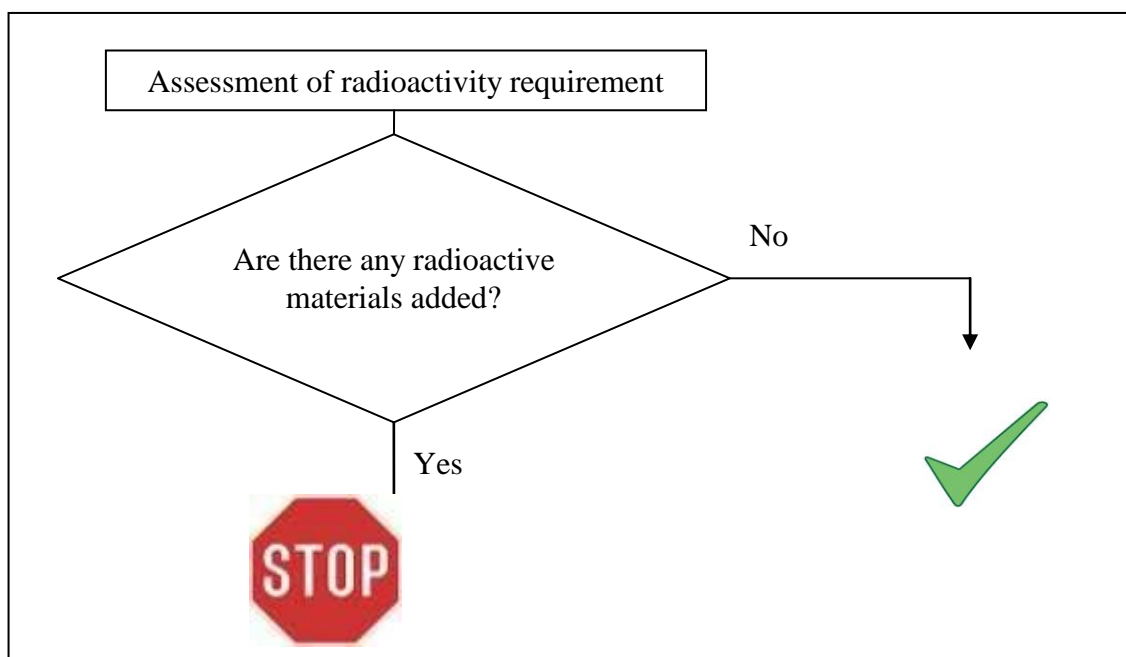 Assessment of radioactivity requirement
Are there any radioactive
materials added?
No
Yes
STOP